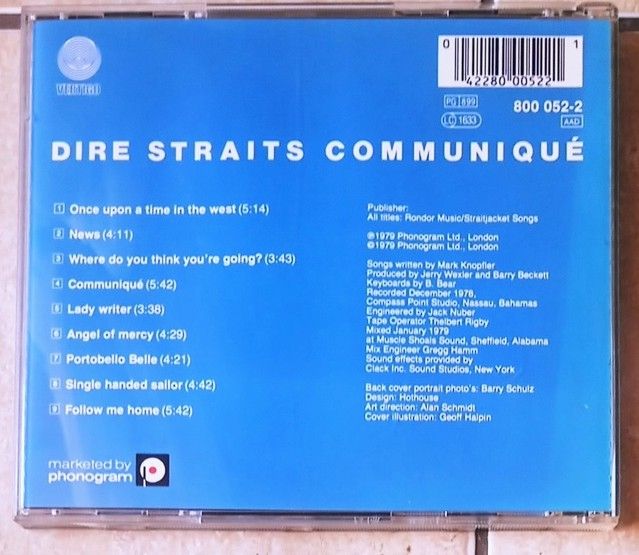 VERTIGO
0 1
42280 00522
PG 899
800 052-2
LC 1633
AAD
DIRE STRAITS COMMUNIQUÉ
1 Once upon a time in the west (5:14)
2 News (4:11)
3 Where do you think you're going? (3:43)
4 Communiqué (5:42)
5 Lady writer (3:38)
6 Angel of mercy (4:29)
7 Portobello Belle (4:21)
8 Single handed sailor (4:42)
9 Follow me home (5:42)
Publisher:
All titles: Rondor Music/Straitjacket Songs
℗1979 Phonogram Ltd., London
©1979 Phonogram Ltd., London
Songs written by Mark Knopfler
Produced by Jerry Wexler and Barry Beckett
Keyboards by B. Bear
Recorded December 1978,
Compass Point Studio, Nassau, Bahamas
Engineered by Jack Nuber
Tape Operator Thelbert Rigby
Mixed January 1979
at Muscle Shoals Sound, Sheffield, Alabama
Mix Engineer Gregg Hamm
Sound effects provided by
Clack Inc. Sound Studios, New York
Back cover portrait photo's: Barry Schulz
Design: Hothouse
Art direction: Alan Schmidt
Cover illustration: Geoff Halpin
marketed by
phonogram